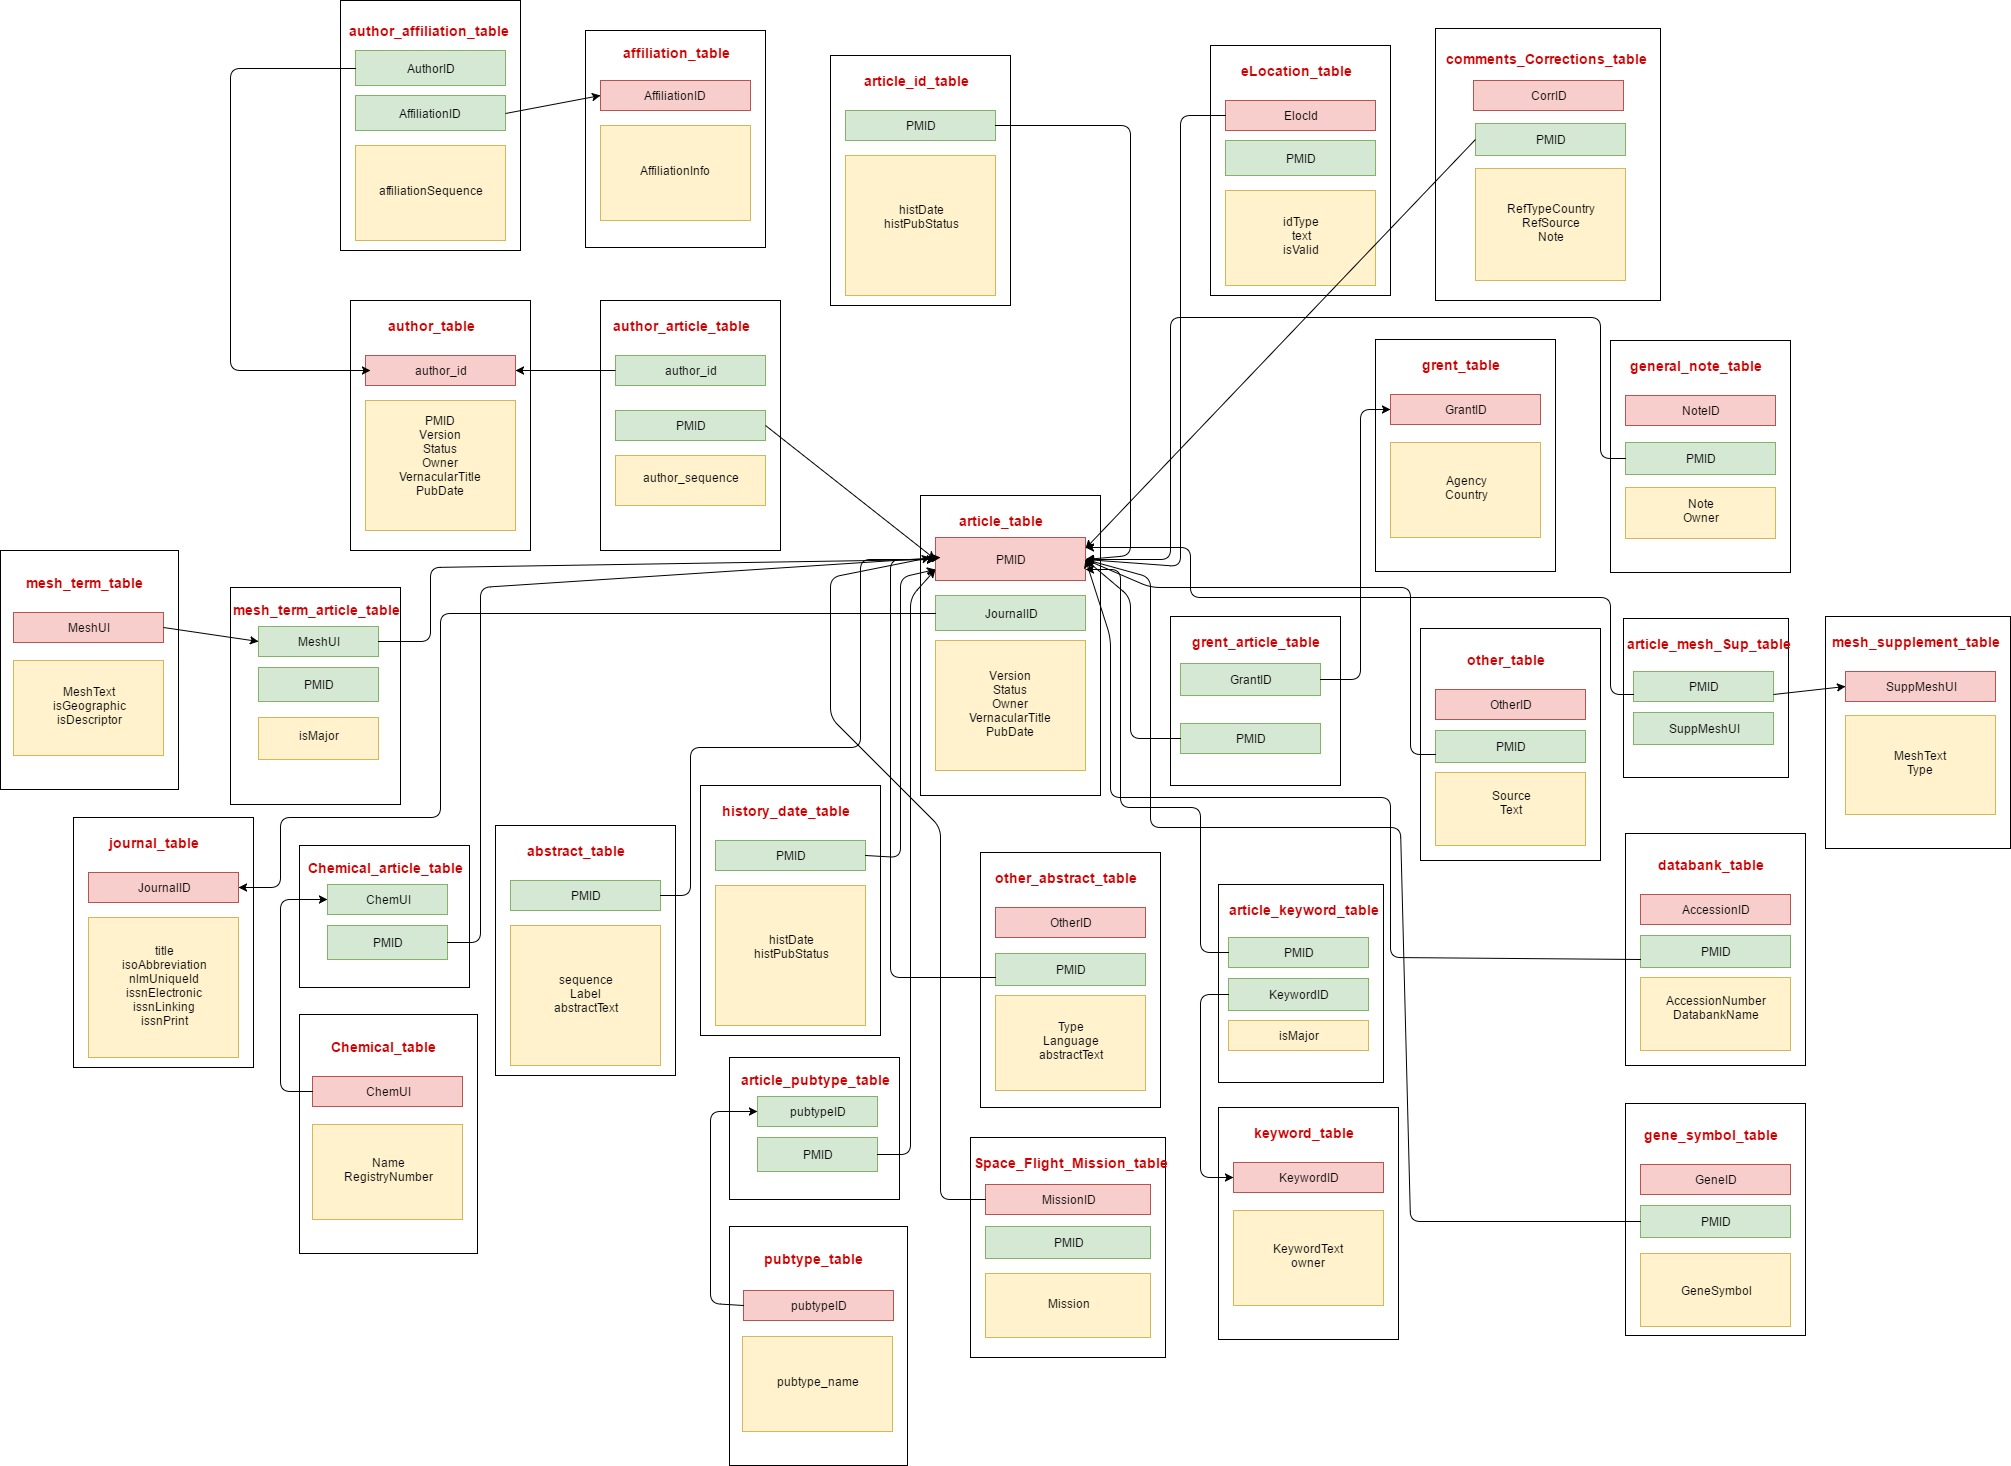 author_affiliation_table
AuthorID
AffiliationID
affiliationSequence
affiliation_table
AffiliationID
AffiliationInfo
article_id_table
PMID
histDate
histPubStatus
eLocation_table
ElocId
PMID
idType
text
isValid
comments_Corrections_table
CorrID
PMID
RefTypeCountry
RefSource
Note
author_table
author_id
PMID
Version
Status
Owner
VernacularTitle
PubDate
author_article_table
author_id
PMID
author_sequence
grent_table
GrantID
Agency
Country
general_note_table
NoteID
PMID
Note
Owner
article_table
PMID
JournalID
Version
Status
Owner
VernacularTitle
PubDate
mesh_term_table
MeshUI
MeshText
isGeographic
isDescriptor
mesh_term_article_table
MeshUI
PMID
isMajor
grent_article_table
GrantID
PMID
other_table
OtherID
PMID
Source
Text
article_mesh_Sup_table
PMID
SuppMeshUI
mesh_supplement_table
SuppMeshUI
MeshText
Type
journal_table
JournalID
title
isoAbbreviation
nlmUniqueId
issnElectronic
issnLinking
issnPrint
Chemical_article_table
ChemUI
PMID
abstract_table
PMID
sequence
Label
abstractText
history_date_table
PMID
histDate
histPubStatus
other_abstract_table
OtherID
PMID
Type
Language
abstractText
article_keyword_table
PMID
KeywordID
isMajor
databank_table
AccessionID
PMID
AccessionNumber
DatabankName
Chemical_table
ChemUI
Name
RegistryNumber
article_pubtype_table
pubtypeID
PMID
Space_Flight_Mission_table
MissionID
PMID
Mission
keyword_table
KeywordID
KeywordText
owner
gene_symbol_table
GeneID
PMID
GeneSymbol
pubtype_table
pubtypeID
pubtype_name